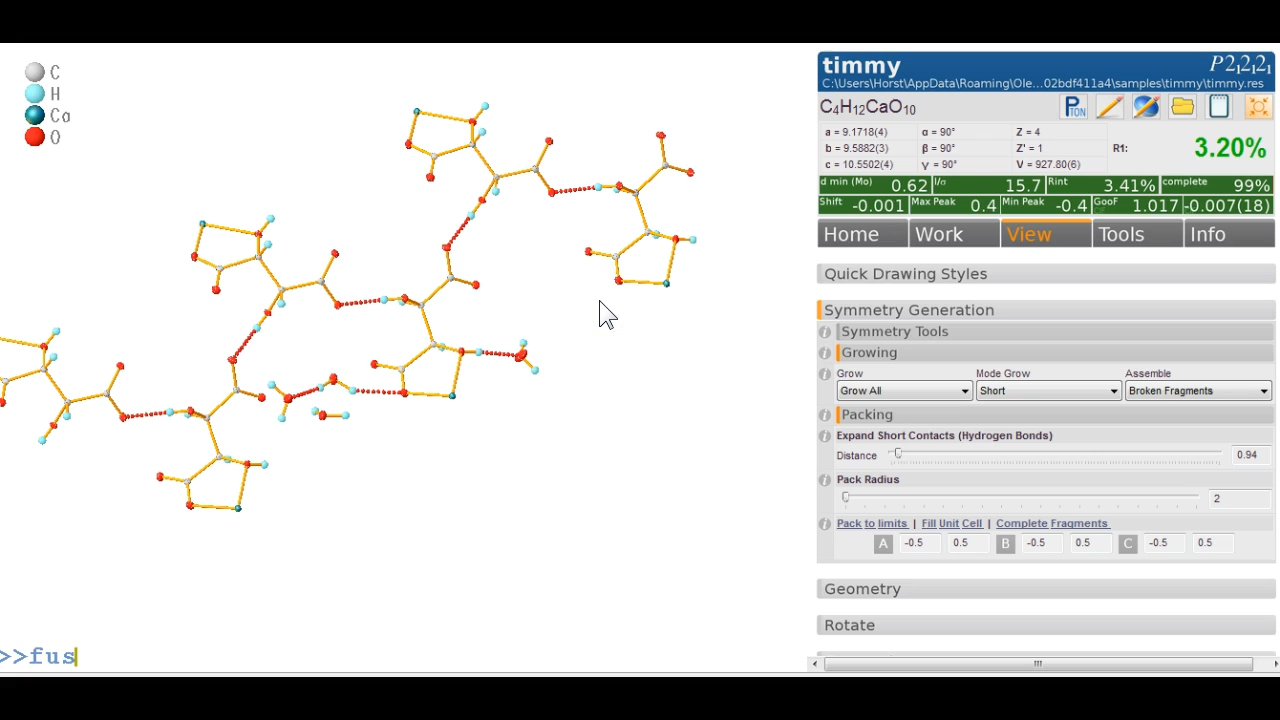 C
H
Ca
O
timmy P2₁2₁2₁
C:\Users\Horst\AppData\Roaming\Ole...02bdf411a4\samples\timmy\timmy.res
C₄H₁₂CaO₁₀ PTON
a = 9.1718(4) α = 90° Z = 4
b = 9.5882(3) β = 90° Z' = 1 R1: 3.20%
c = 10.5502(4) γ = 90° V = 927.80(6)
d min (Mo) 0.62 I/σ 15.7 Rint 3.41% complete 99%
Shift -0.001 Max Peak 0.4 Min Peak -0.4 GooF 1.017 -0.007(18)
Home Work View Tools Info
Quick Drawing Styles
Symmetry Generation
Symmetry Tools
Growing
Grow Mode Grow Assemble
Grow All Short Broken Fragments
Packing
Expand Short Contacts (Hydrogen Bonds)
Distance 0.94
Pack Radius
2
Pack to limits | Fill Unit Cell | Complete Fragments
A -0.5 0.5 B -0.5 0.5 C -0.5 0.5
Geometry
Rotate
>>fus